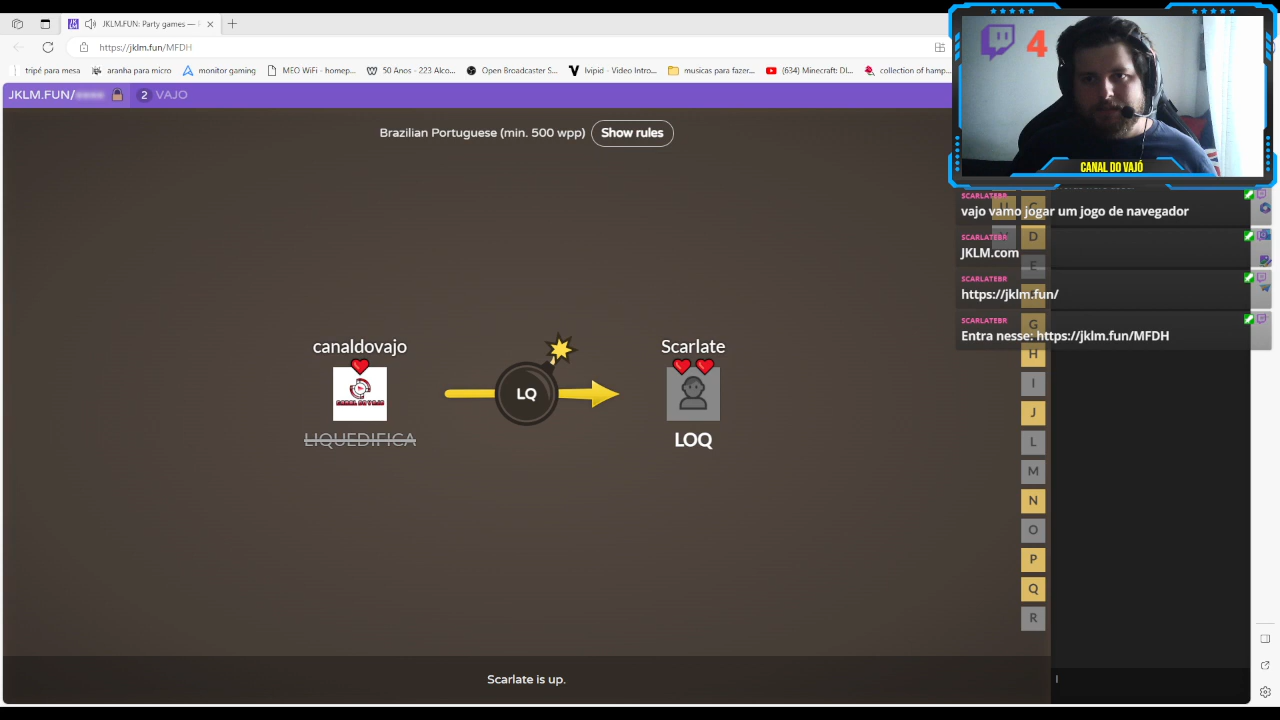 JKLM.FUN: Party games —
https://jklm.fun/MFDH
tripé para mesa
aranha para micro
monitor gaming
MEO WiFi - homep...
50 Anos - 223 Alco...
Open Broadcaster S...
Ivipid - Video Intro...
musicas para fazer...
(634) Minecraft: DI...
collection of hamp...
JKLM.FUN/
2 VAJO
Brazilian Portuguese (min. 500 wpp) Show rules
4
CANAL DO VAJÓ
SCARLATEBR
vajo vamo jogar um jogo de navegador
SCARLATEBR
JKLM.com
SCARLATEBR
https://jklm.fun/
SCARLATEBR
Entra nesse: https://jklm.fun/MFDH
canaldovajo
CANAL DO VAJÓ
LIQUEDIFICA
LQ
Scarlate
LOQ
D
E
G
H
I
J
L
M
N
O
P
Q
R
Scarlate is up.